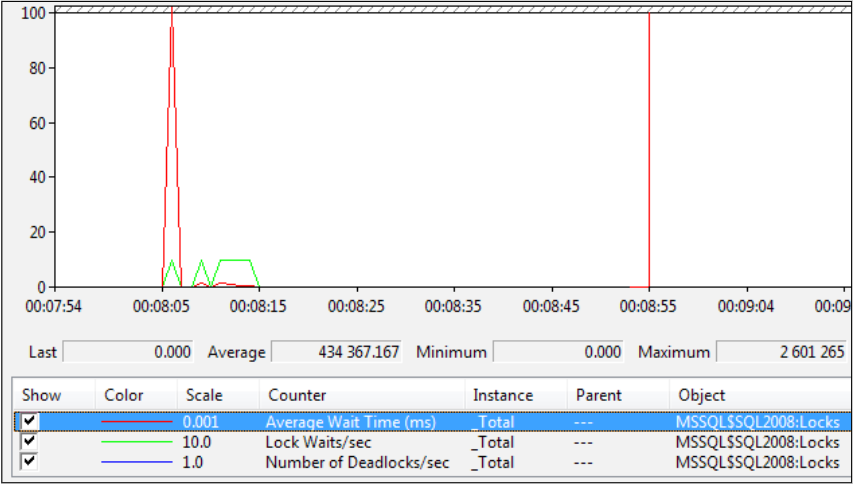 100
80
60
40
20
0
00:07:54 00:08:05 00:08:15 00:08:25 00:08:35 00:08:45 00:08:55 00:09:04 00:09
Last 0.000 Average 434 367.167 Minimum 0.000 Maximum 2 601 265
Show Color Scale Counter Instance Parent Object
0.001 Average Wait Time (ms) _Total --- MSSQL$SQL2008:Locks
10.0 Lock Waits/sec _Total --- MSSQL$SQL2008:Locks
1.0 Number of Deadlocks/sec _Total --- MSSQL$SQL2008:Locks